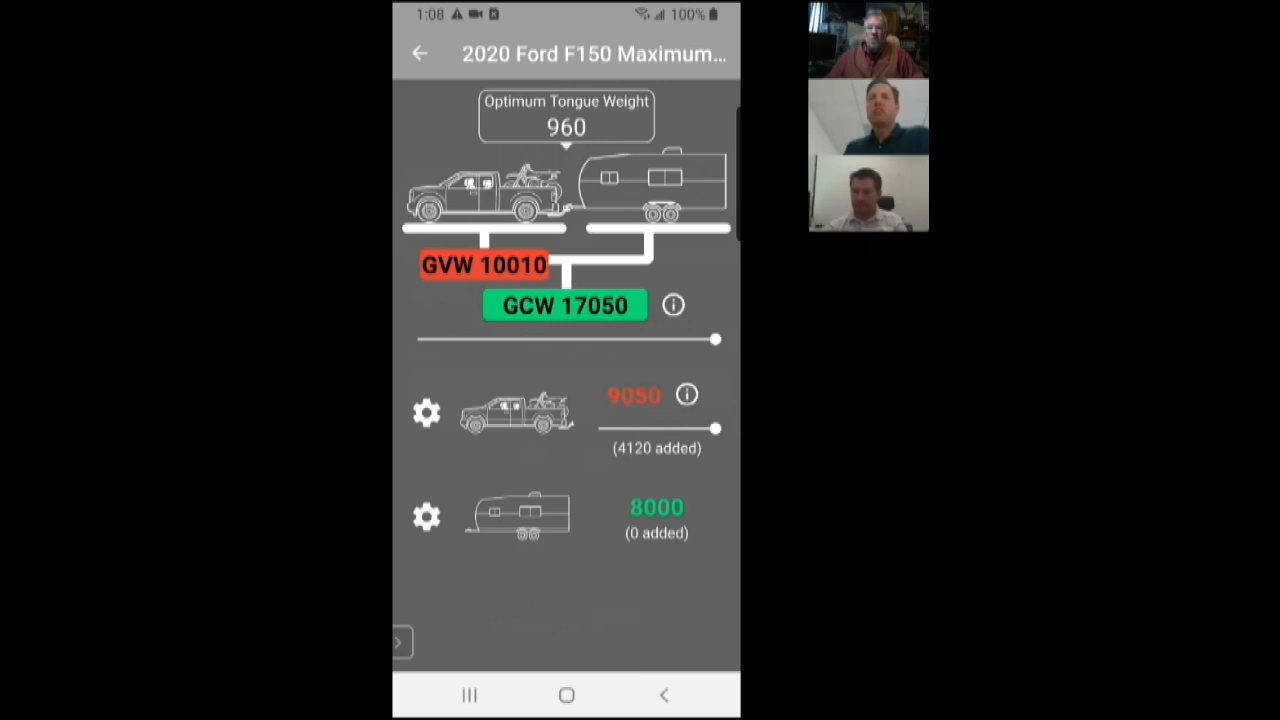 1:08
100%
2020 Ford F150 Maximum...
Optimum Tongue Weight
960
GVW 10010
GCW 17050
9050
(4120 added)
8000
(0 added)